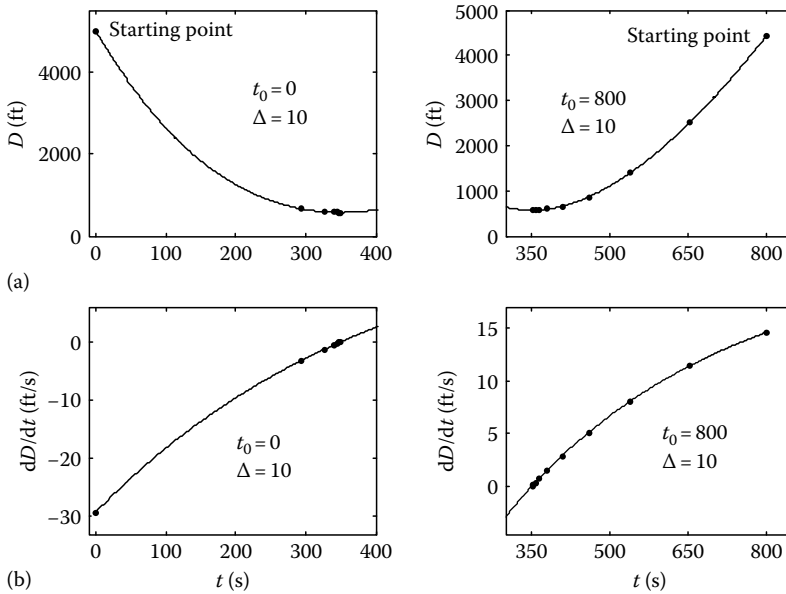 Starting point
t₀ = 0
Δ = 10
D (ft)
4000
2000
0
0
100
200
300
400
(a)
Starting point
t₀ = 800
Δ = 10
D (ft)
5000
4000
3000
2000
1000
0
350
500
650
800
t₀ = 0
Δ = 10
dD/dt (ft/s)
0
−10
−20
−30
0
100
200
300
400
t (s)
(b)
t₀ = 800
Δ = 10
dD/dt (ft/s)
15
10
5
0
350
500
650
800
t (s)